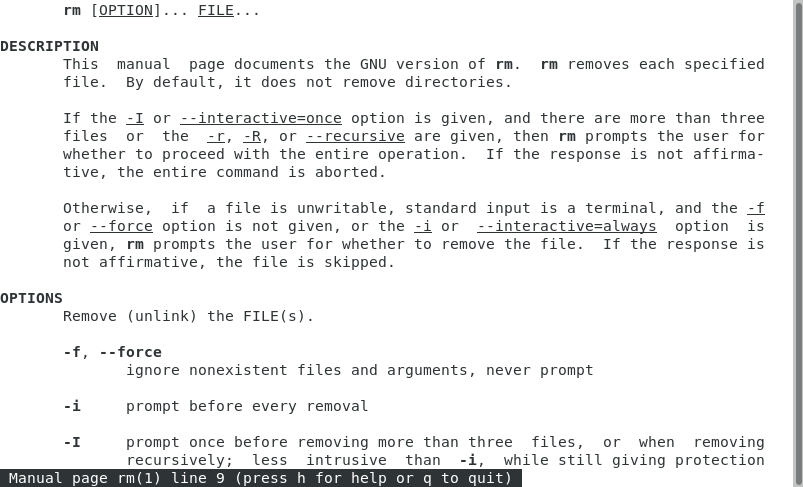 rm [OPTION]... FILE...
DESCRIPTION
This manual page documents the GNU version of rm. rm removes each specified
file. By default, it does not remove directories.
If the -I or --interactive=once option is given, and there are more than three
files or the -r, -R, or --recursive are given, then rm prompts the user for
whether to proceed with the entire operation. If the response is not affirma-
tive, the entire command is aborted.
Otherwise, if a file is unwritable, standard input is a terminal, and the -f
or --force option is not given, or the -i or --interactive=always option is
given, rm prompts the user for whether to remove the file. If the response is
not affirmative, the file is skipped.
OPTIONS
Remove (unlink) the FILE(s).
-f, --force
ignore nonexistent files and arguments, never prompt
-i prompt before every removal
-I prompt once before removing more than three files, or when removing
recursively; less intrusive than -i, while still giving protection
Manual page rm(1) line 9 (press h for help or q to quit)